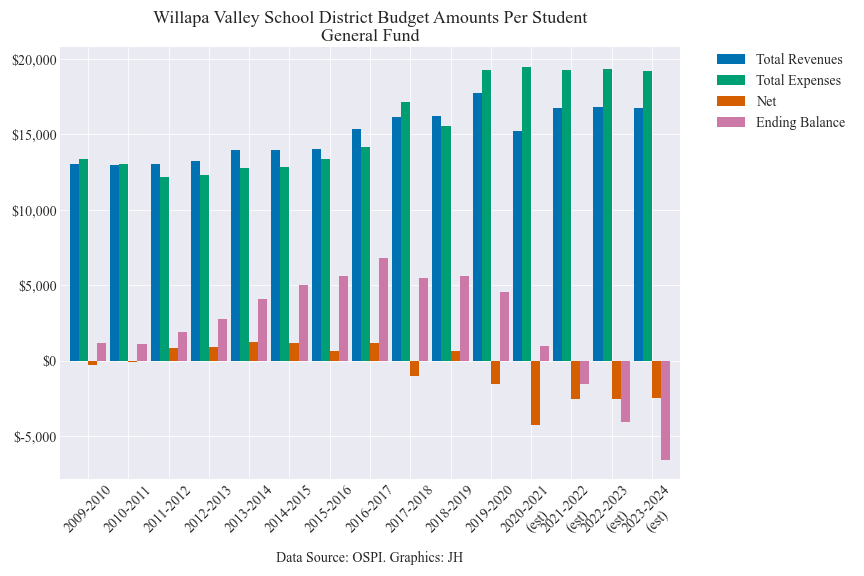 Willapa Valley School District Budget Amounts Per Student
General Fund
Total Revenues
Total Expenses
Net
Ending Balance
$20,000
$15,000
$10,000
$5,000
$0
$-5,000
2009-2010
2010-2011
2011-2012
2012-2013
2013-2014
2014-2015
2015-2016
2016-2017
2017-2018
2018-2019
2019-2020
2020-2021
(est)
2021-2022
(est)
2022-2023
(est)
2023-2024
(est)
Data Source: OSPI. Graphics: JH